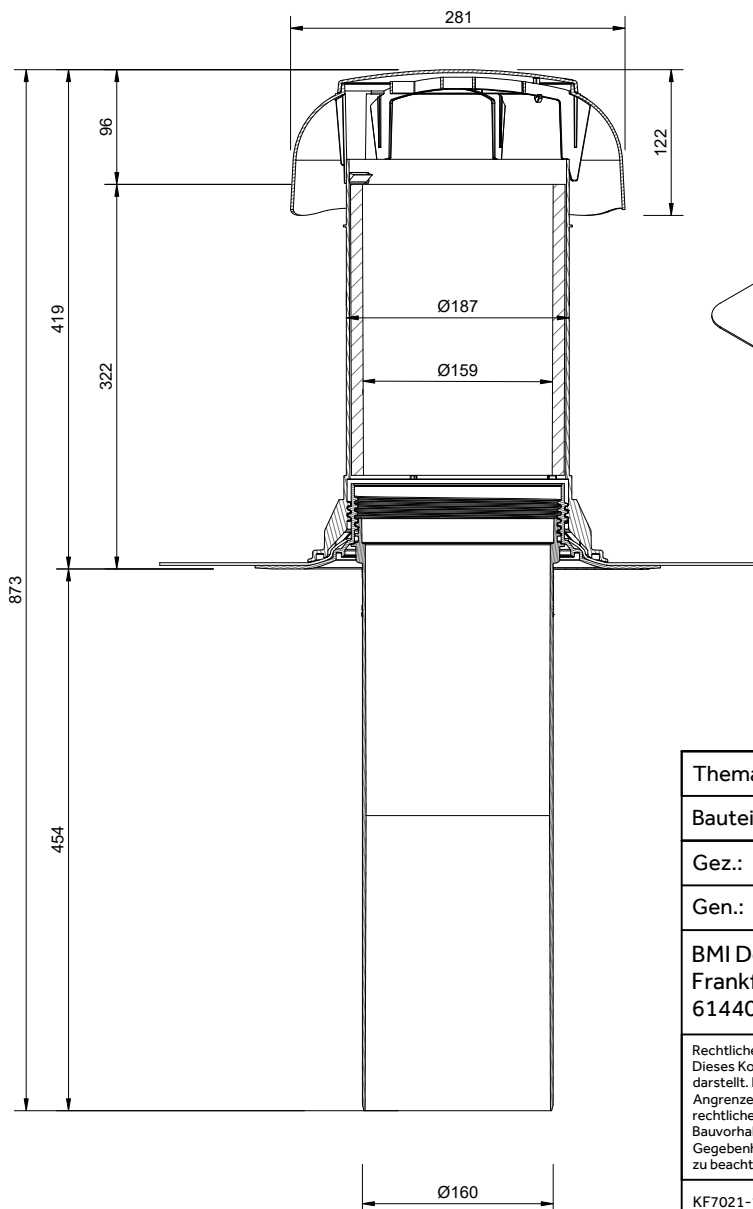 281
96
122
419
322
Ø187
Ø159
873
454
Ø160
Thema
Bautei
Gez.:
Gen.:
BMI D
Frankf
61440
Rechtliche
Dieses Ko
darstellt.
Angrenze
rechtliche
Bauvorhal
Gegebenh
zu beacht
KF7021-